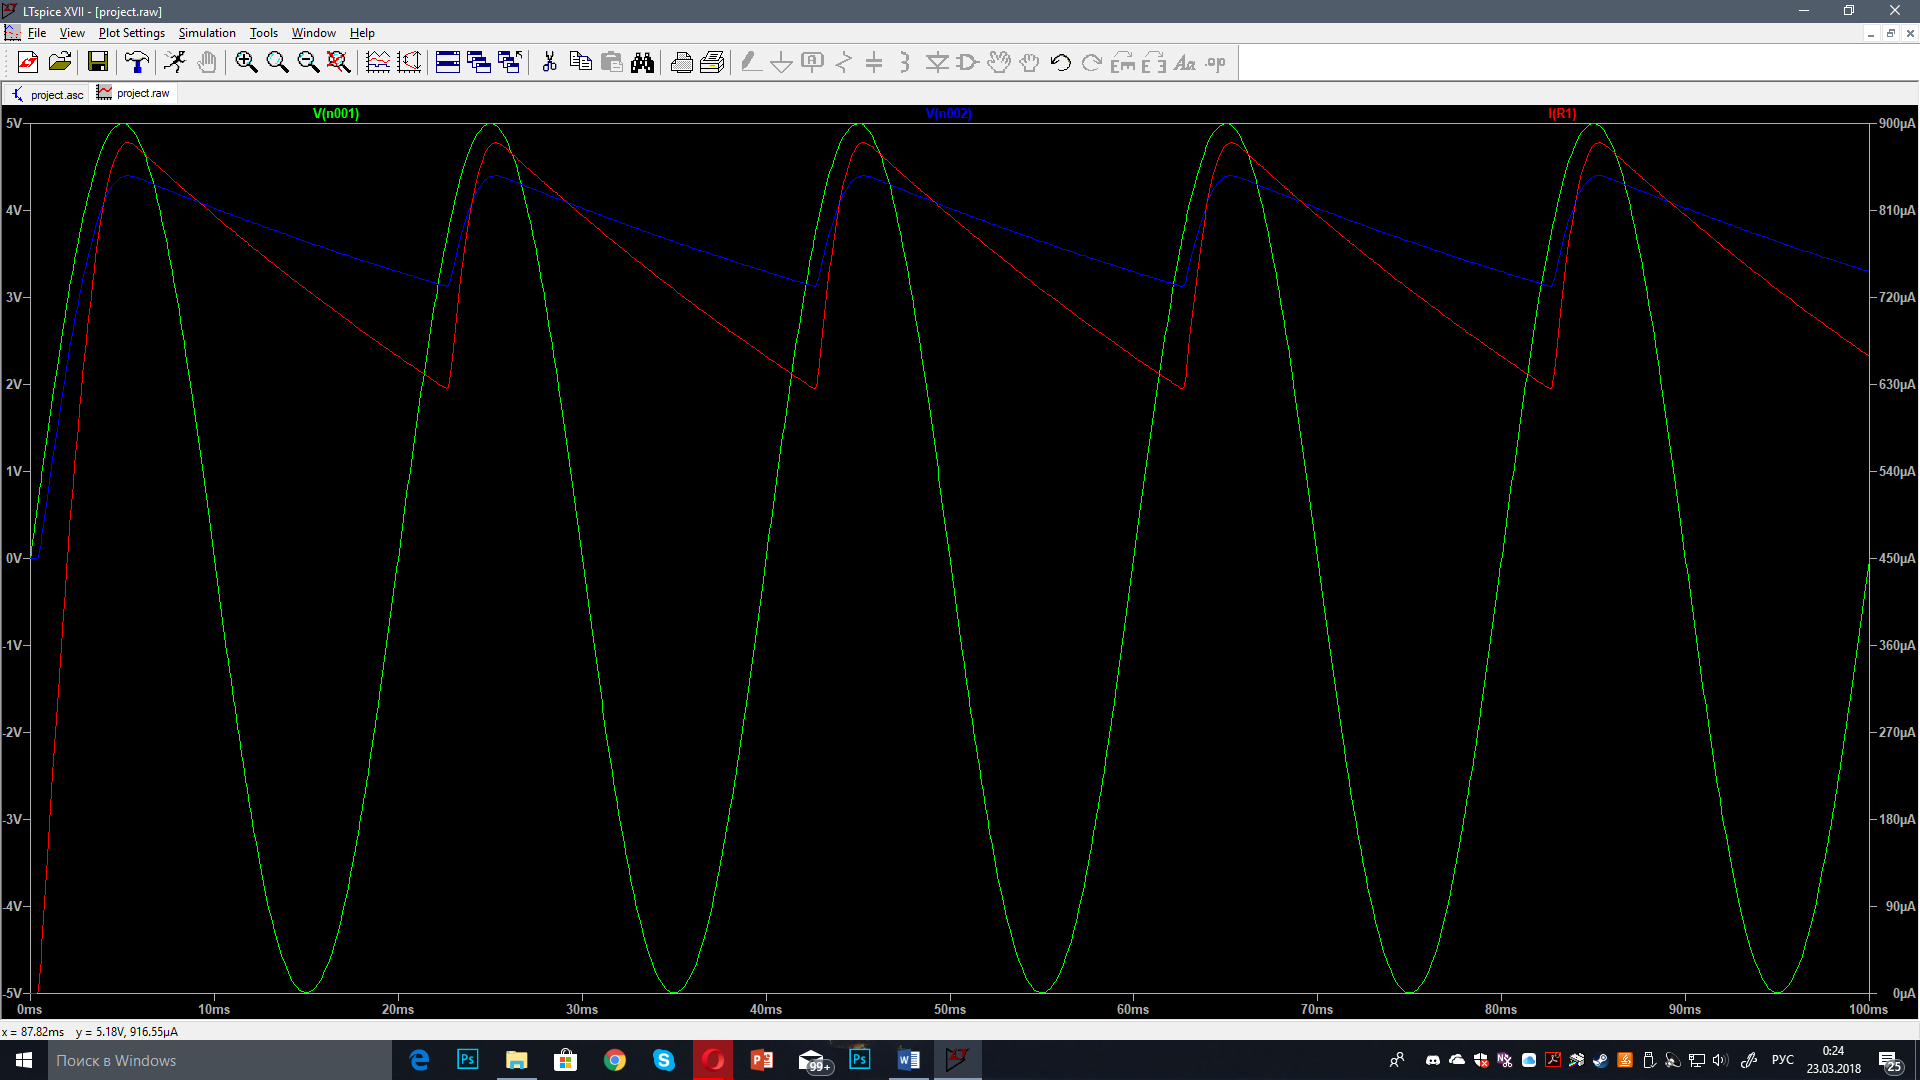 LTspice XVII - [project.raw]
File View Plot Settings Simulation Tools Window Help
project.asc project.raw
V(n001) V(n002) I(R1)
5V 900µA
4V 810µA
3V 720µA
2V 630µA
1V 540µA
0V 450µA
-1V 360µA
-2V 270µA
-3V 180µA
-4V 90µA
-5V 0µA
0ms 10ms 20ms 30ms 40ms 50ms 60ms 70ms 80ms 90ms 100ms
x = 87.82ms y = 5.18V, 916.55µA
Поиск в Windows
99+
РУС
0:24
23.03.2018
25